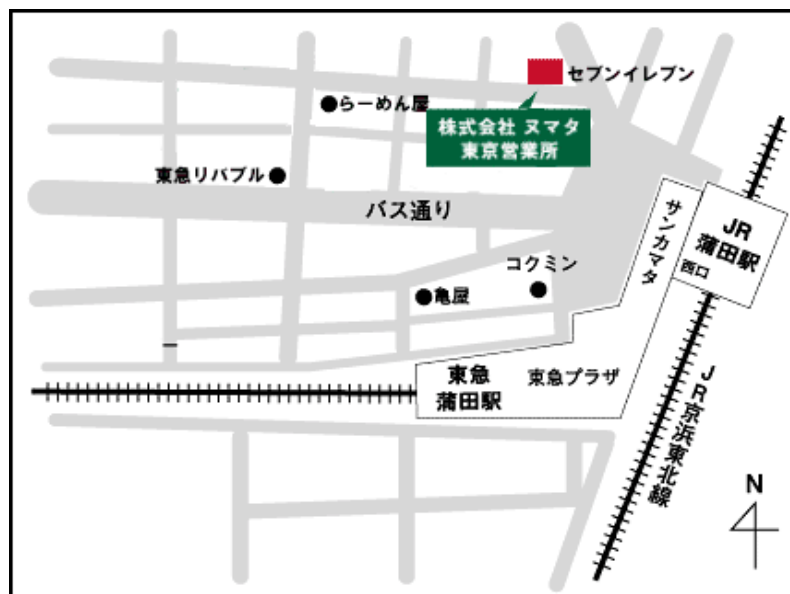 セブンイレブン
らーめん屋
株式会社 ヌマタ
東京営業所
東急リバブル
バス通り
サンカマタ
JR
蒲田駅
西口
コクミン
亀屋
東急
蒲田駅
東急プラザ
JR京浜東北線
N